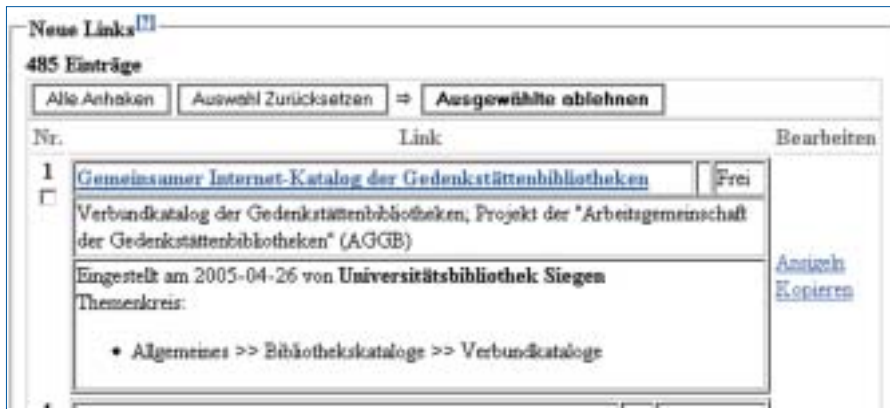 Neue Links[?]
485 Einträge
Alle Anhaken Auswahl Zurücksetzen ⇒ Ausgewählte ablehnen
Nr. Link Bearbeiten
1 Gemeinsamer Internet-Katalog der Gedenkstättenbibliotheken Frei
Verbundkatalog der Gedenkstättenbibliotheken, Projekt der "Arbeitsgemeinschaft
der Gedenkstättenbibliotheken" (AGGB)
Eingestellt am 2005-04-26 von Universitätsbibliothek Siegen
Themenkreis:
• Allgemeines >> Bibliothekskataloge >> Verbundkataloge
Ansigeln
Kopieren